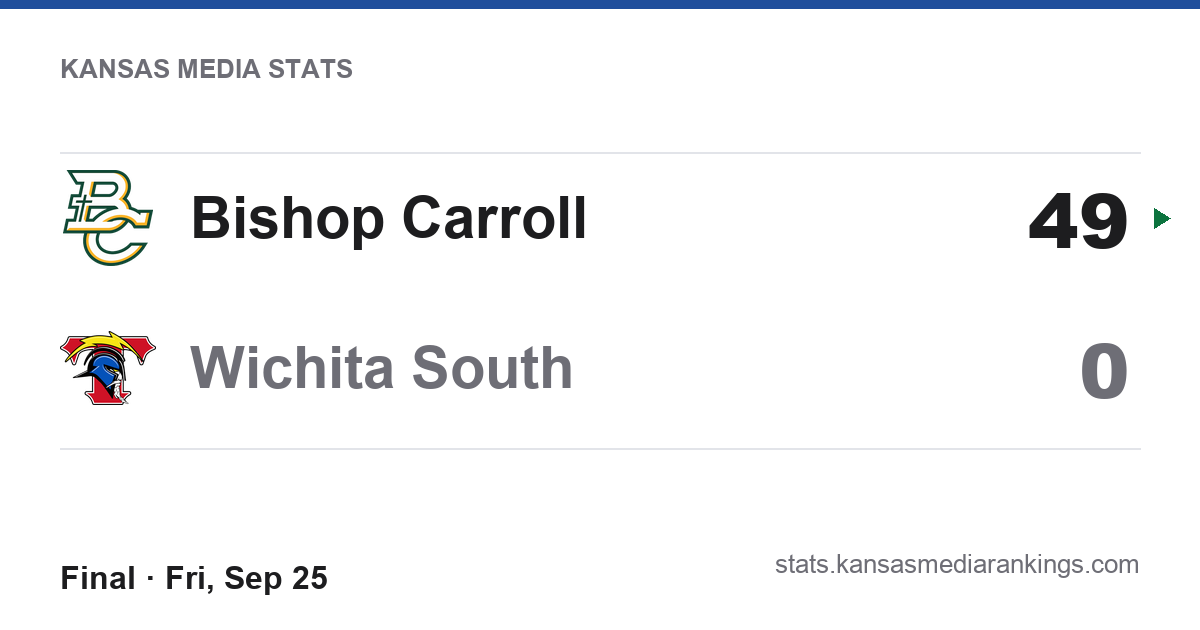 KANSAS MEDIA STATS
Bishop Carroll 49
Wichita South 0
Final · Fri, Sep 25
stats.kansasmediarankings.com